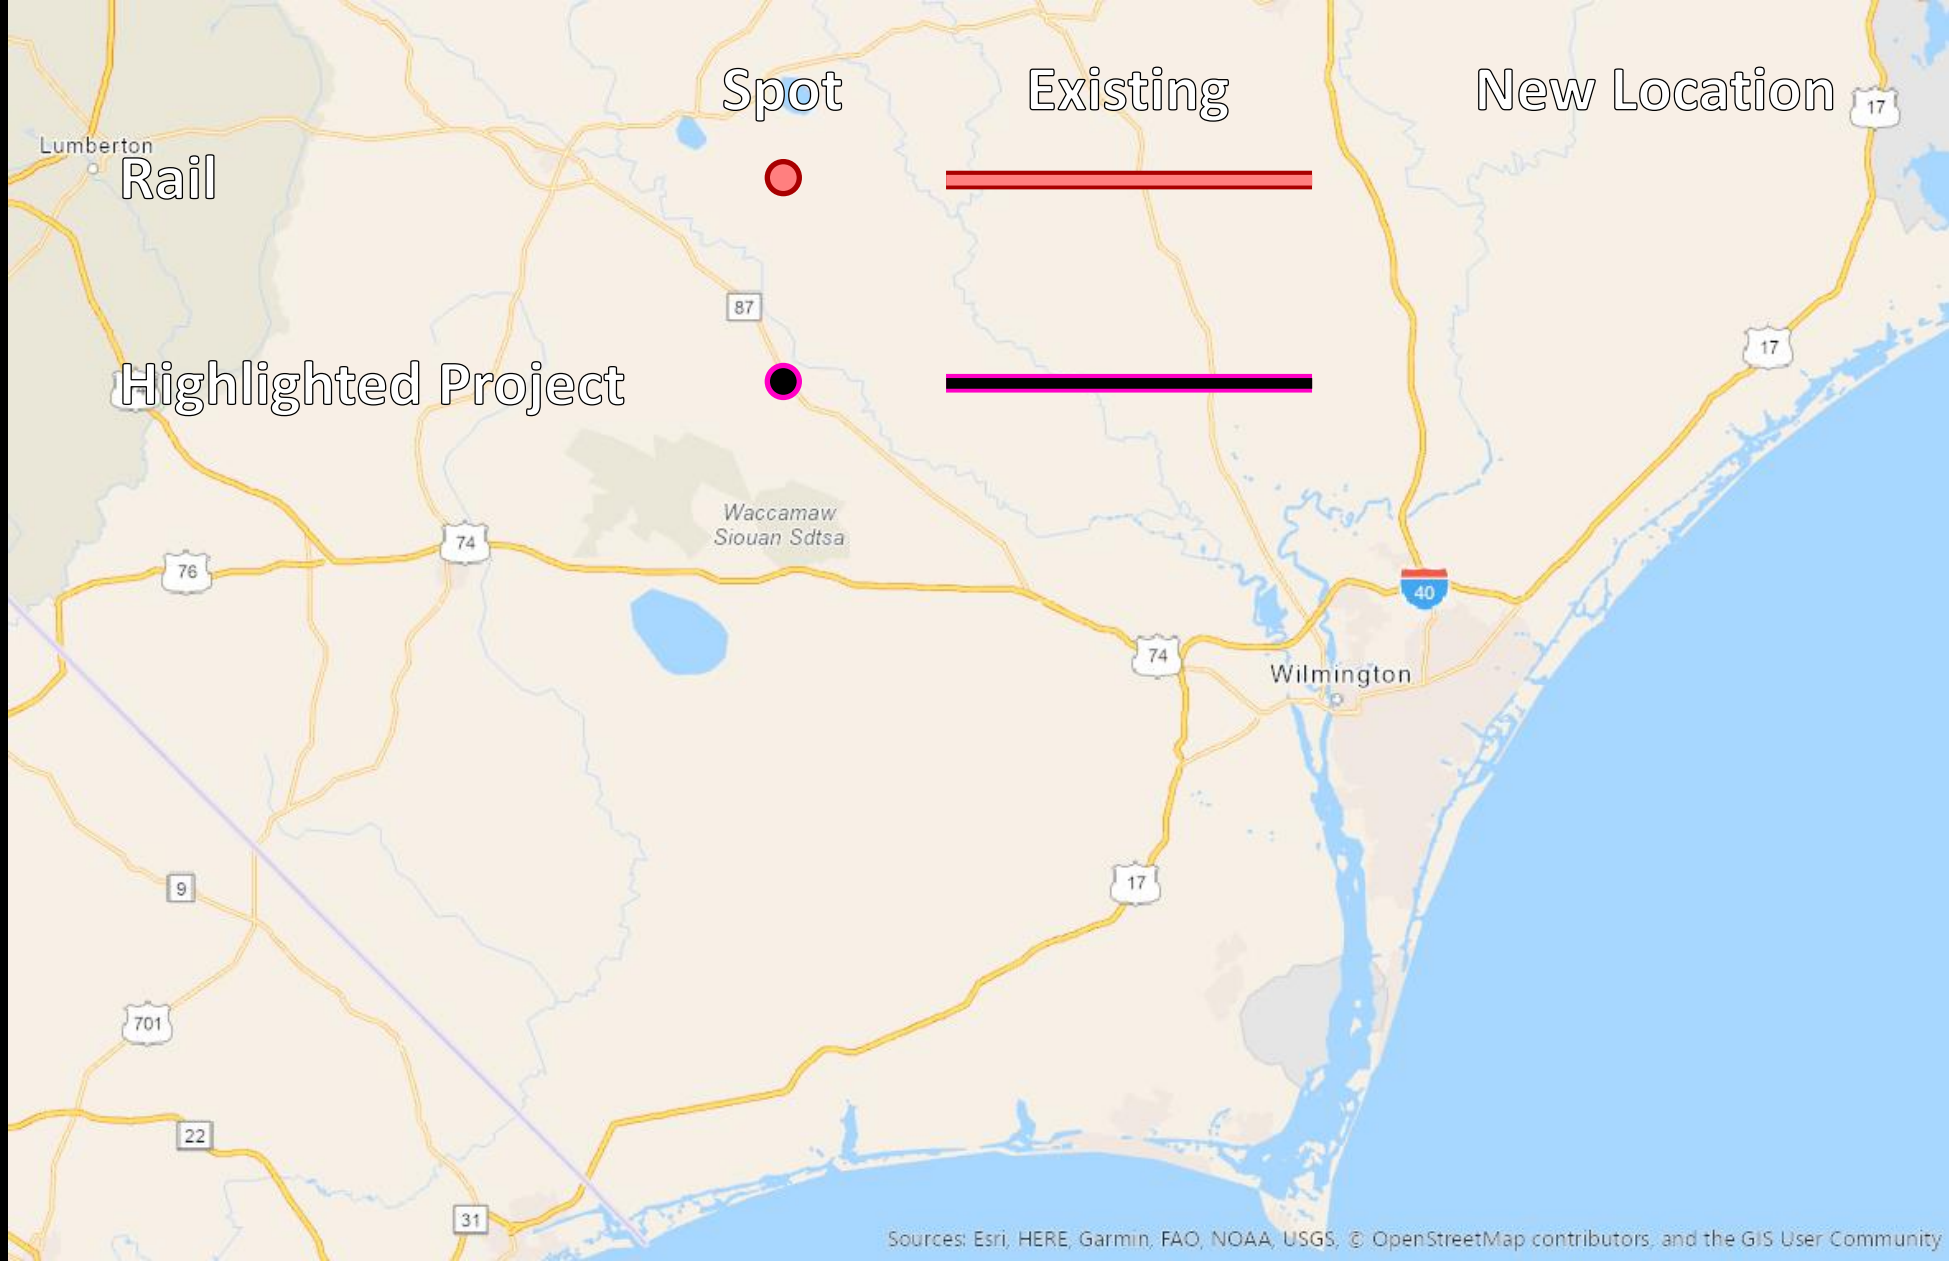 Spot Existing New Location
17
Lumberton
Rail
87
17
Highlighted Project
Waccamaw
Siouan Sdtsa
74
76
40
74
Wilmington
17
9
701
22
31
Sources: Esri, HERE, Garmin, FAO, NOAA, USGS, © OpenStreetMap contributors, and the GIS User Community